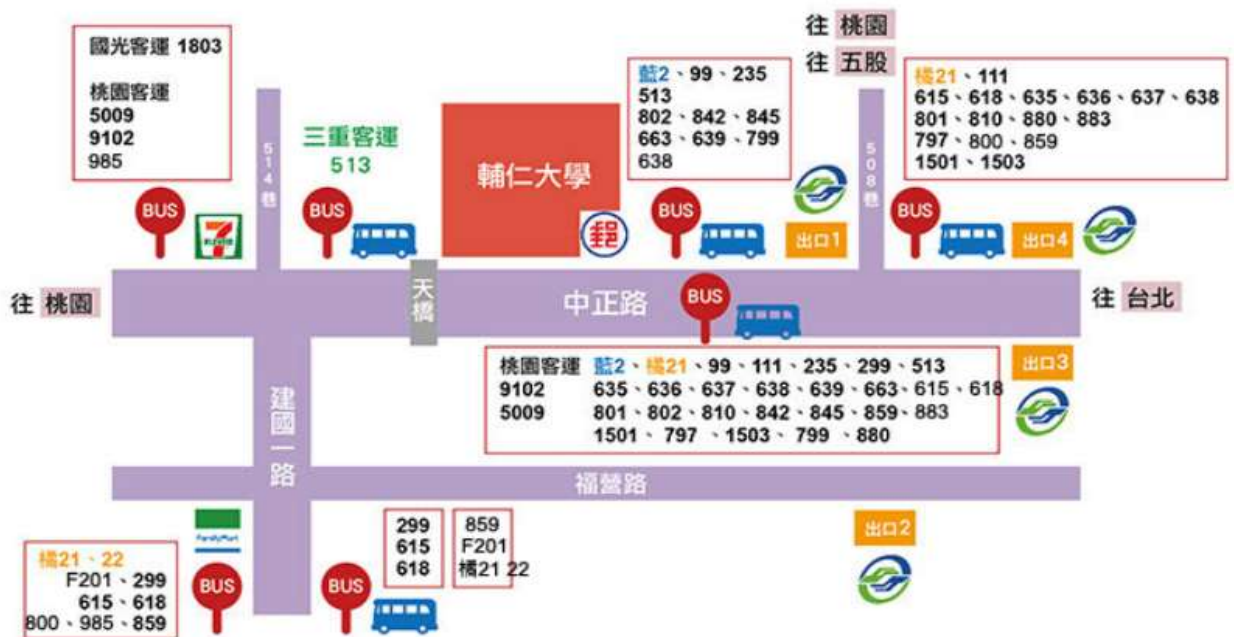 往 桃園
往 五股
國光客運 1803
桃園客運
5009
9102
985
BUS
7
ELEVEN
514巷
三重客運
513
BUS
輔仁大學
郵
藍2、99、235
513
802、842、845
663、639、799
638
BUS
出口1
508巷
橘21、111
615、618、635、636、637、638
801、810、880、883
797、800、859
1501、1503
BUS
出口4
往 桃園
天橋
中正路
BUS
往 台北
桃園客運
9102
5009
藍2、橘21、99、111、235、299、513
635、636、637、638、639、663、615、618
801、802、810、842、845、859、883
1501、797、1503、799、880
出口3
建國一路
福營路
FamilyMart
橘21、22
F201、299
615、618
800、985、859
BUS
BUS
299
615
618
859
F201
橘21 22
出口2